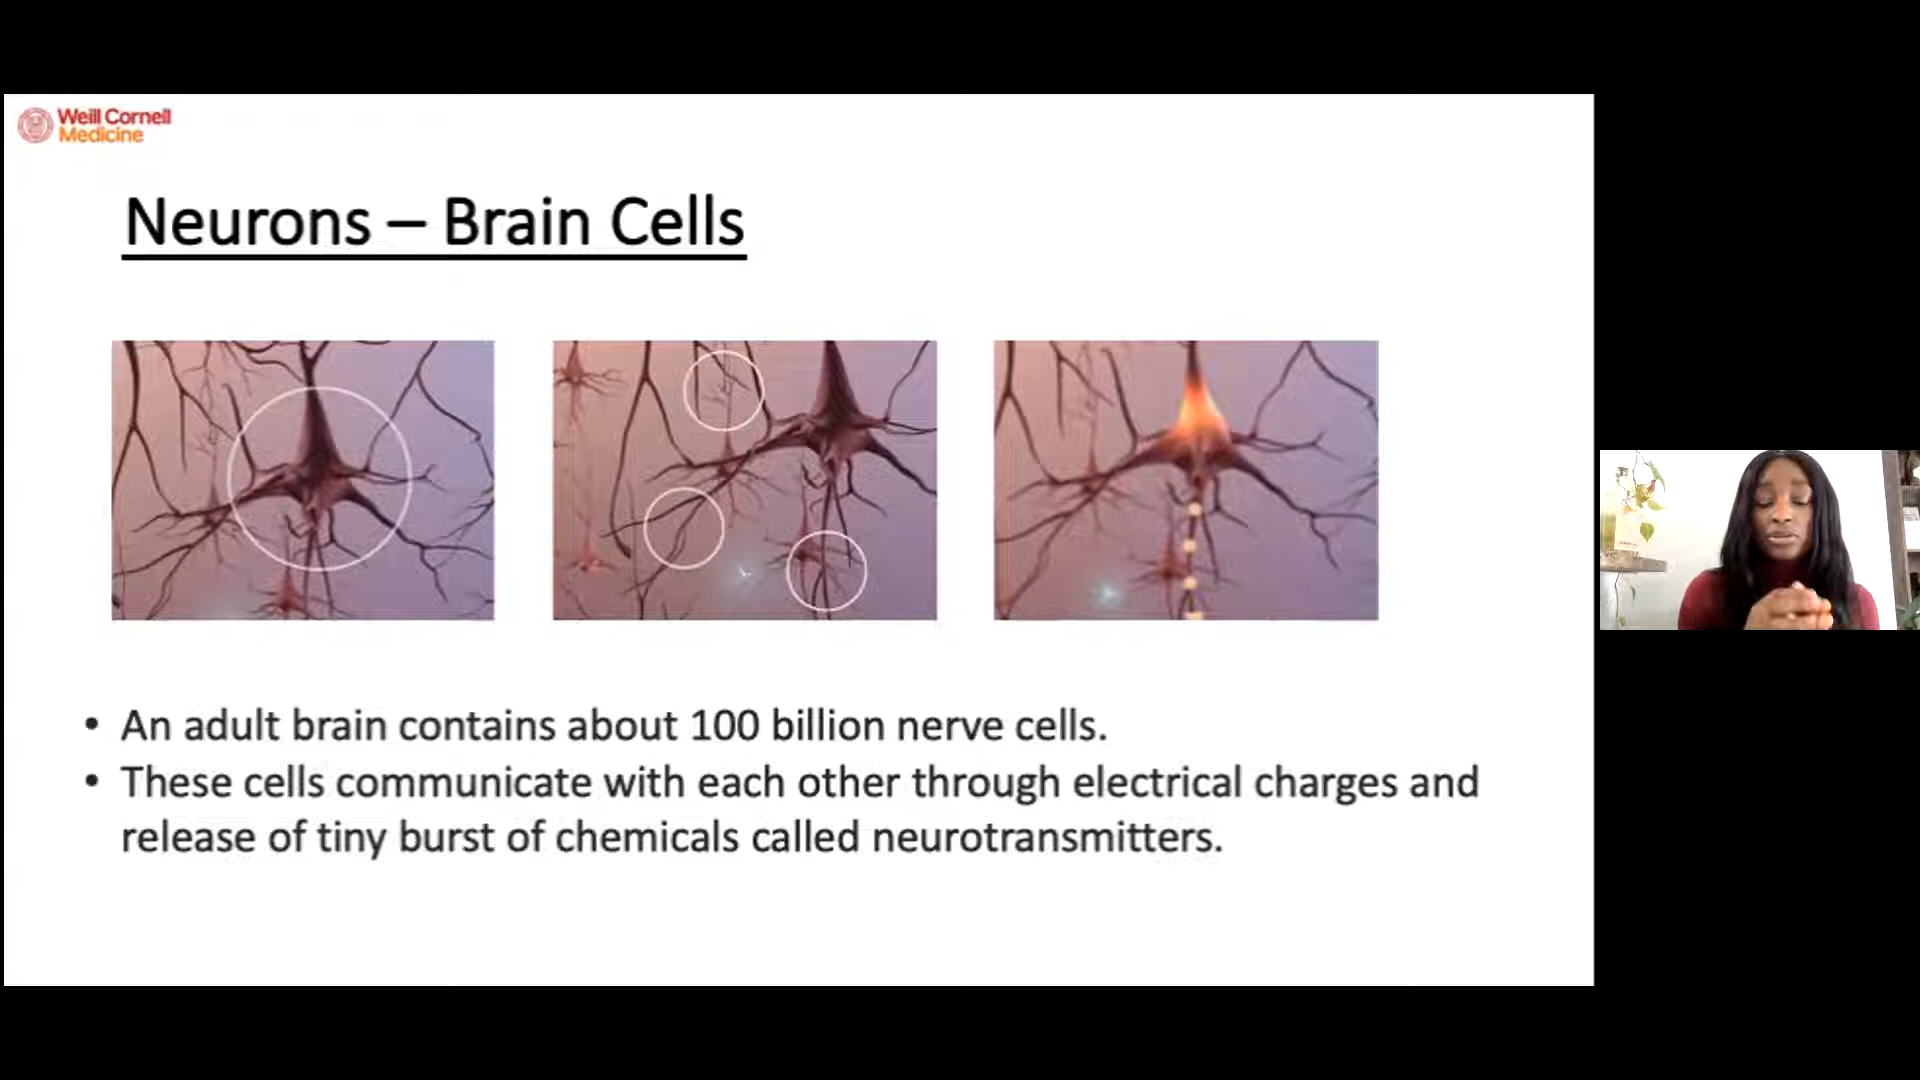 Weill Cornell
Medicine
Neurons – Brain Cells
• An adult brain contains about 100 billion nerve cells.
• These cells communicate with each other through electrical charges and
release of tiny burst of chemicals called neurotransmitters.